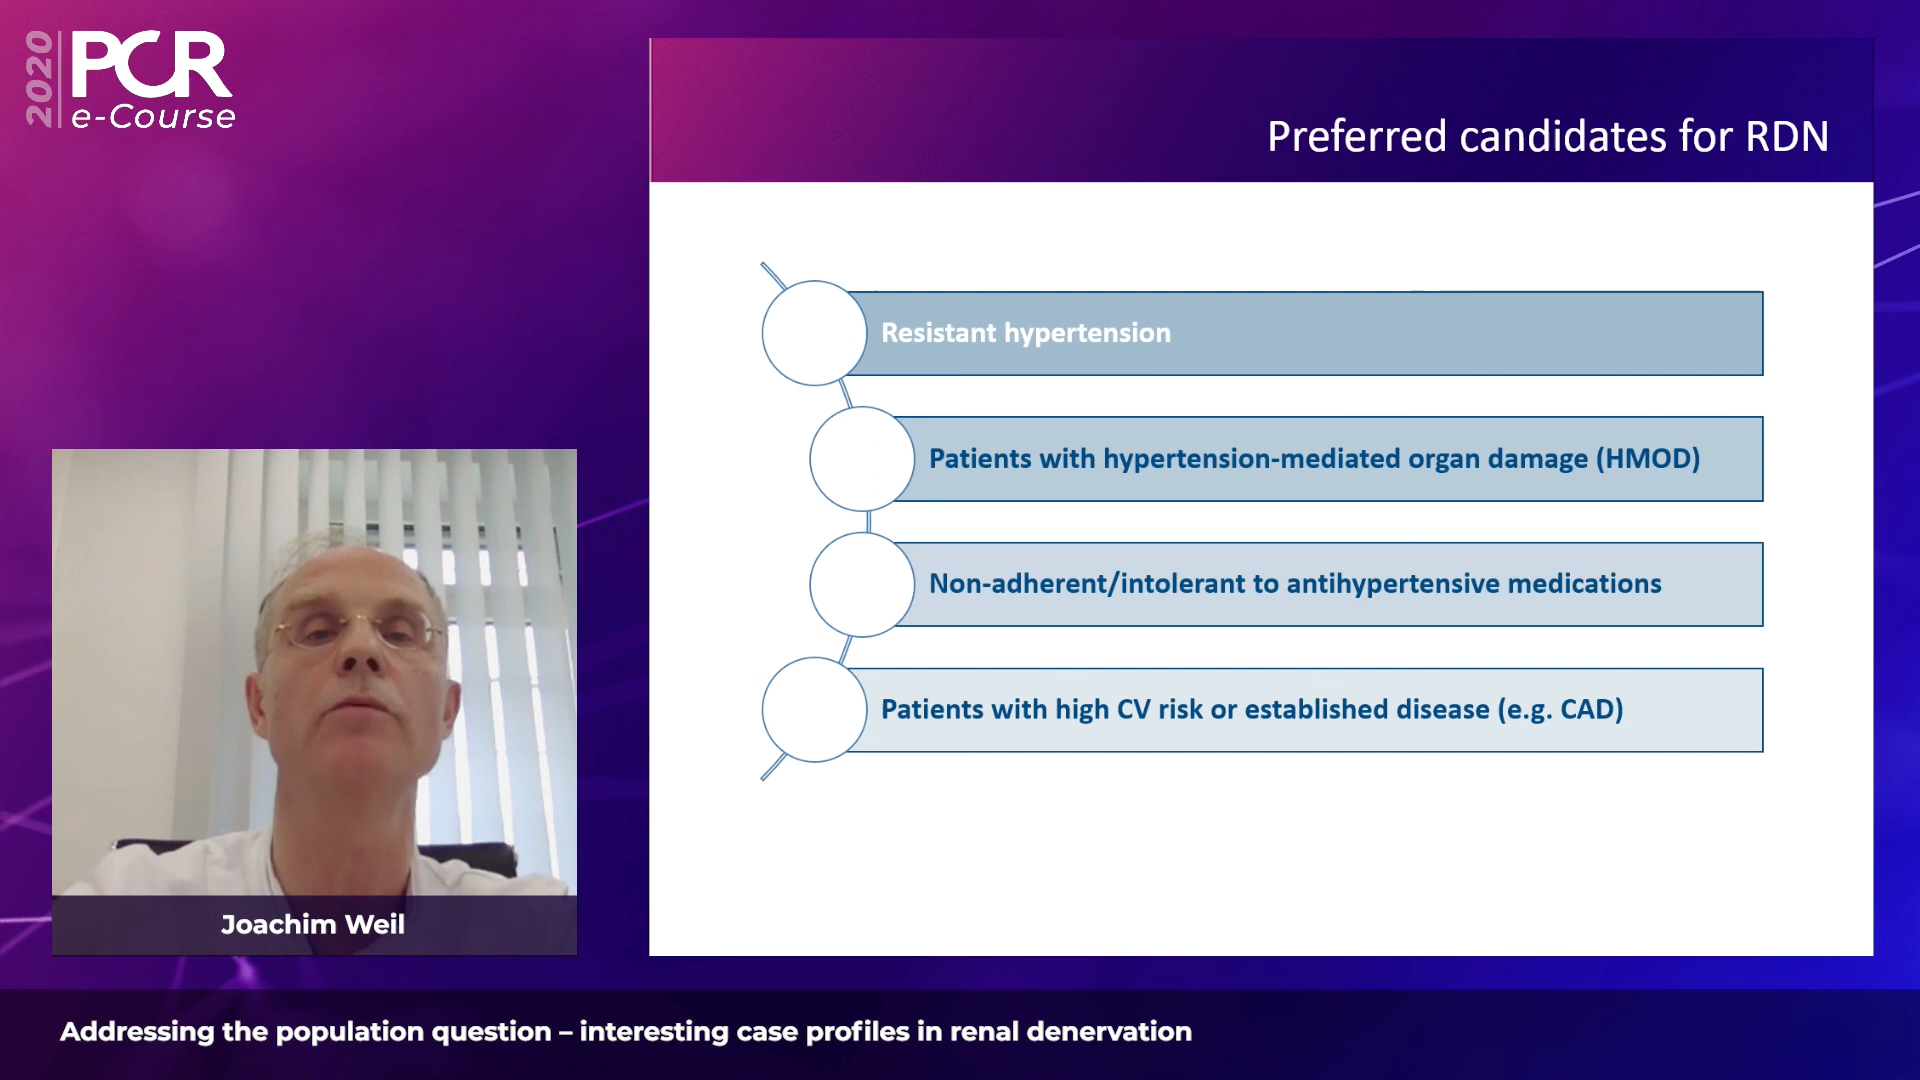 2020
PCR
e-Course
Preferred candidates for RDN
Resistant hypertension
Patients with hypertension-mediated organ damage (HMOD)
Non-adherent/intolerant to antihypertensive medications
Patients with high CV risk or established disease (e.g. CAD)
Joachim Weil
Addressing the population question – interesting case profiles in renal denervation